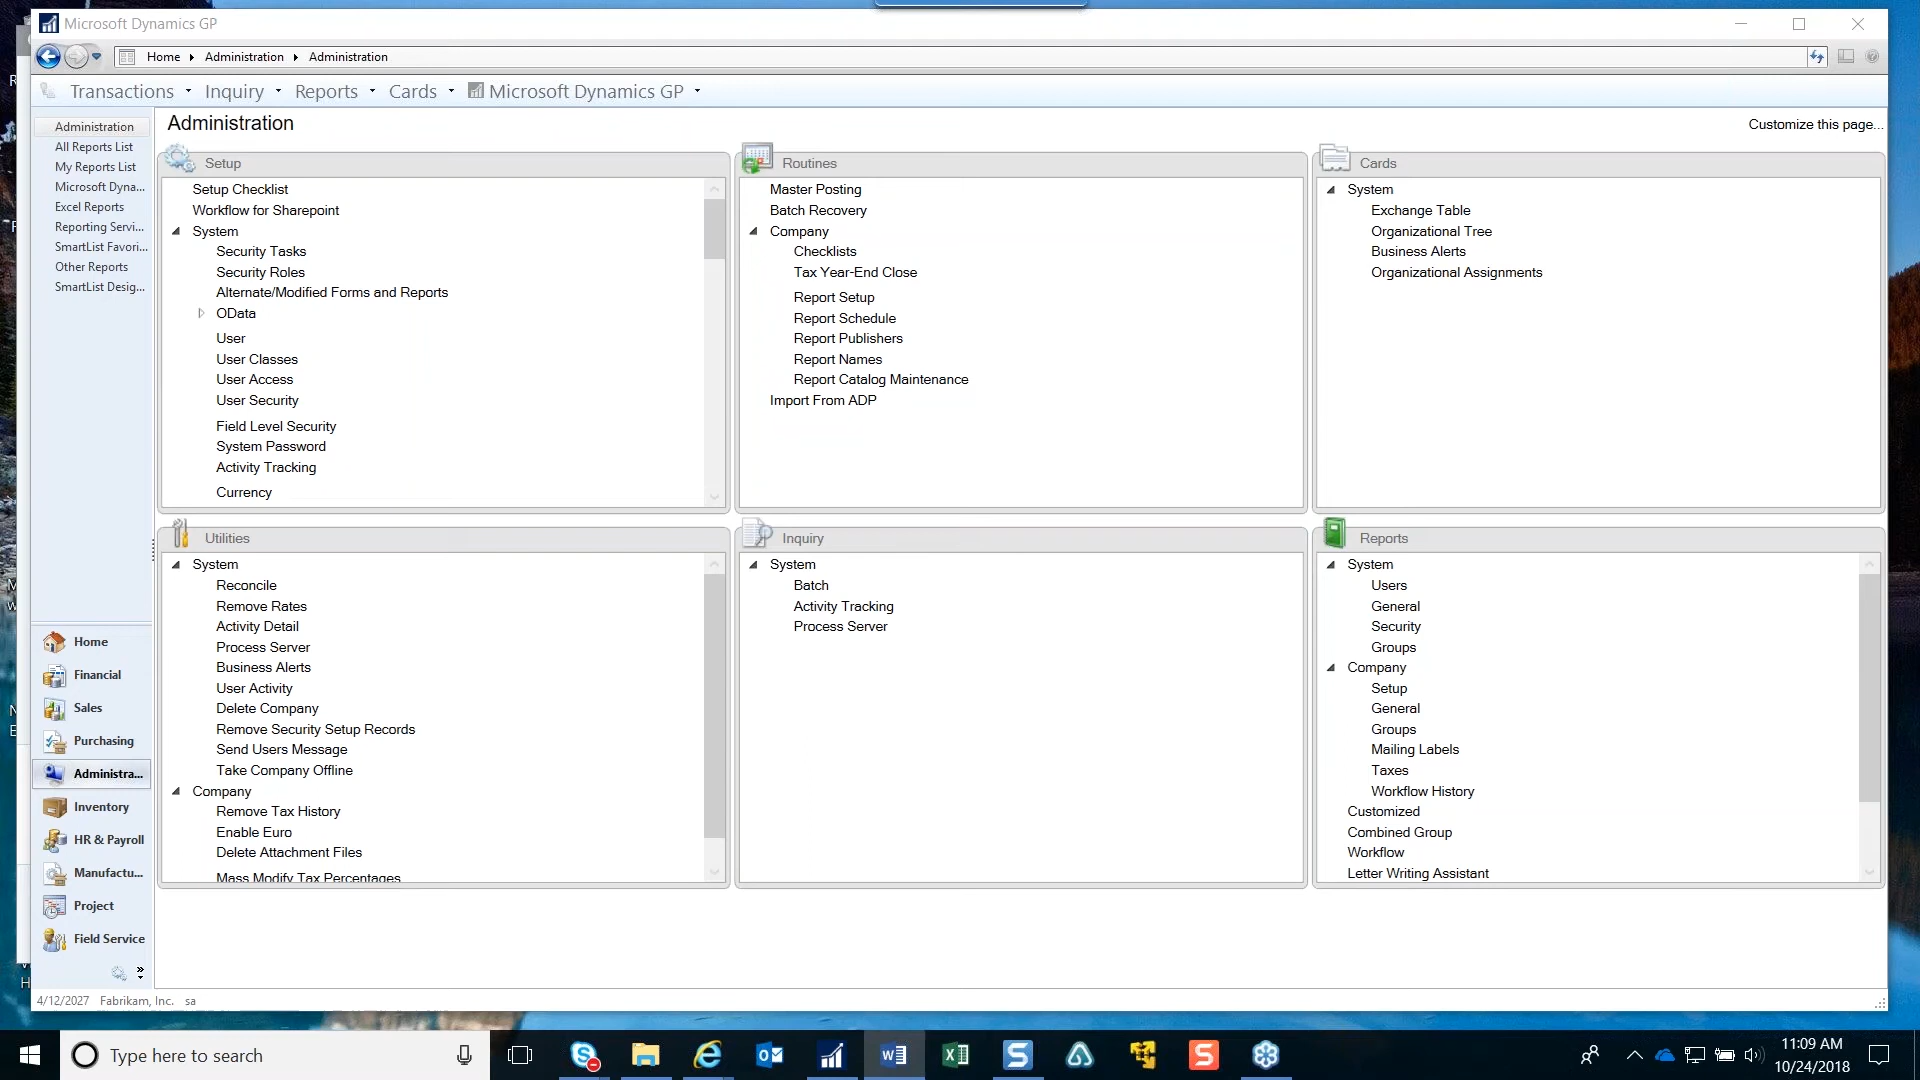 Microsoft Dynamics GP
Home Administration Administration
Transactions Inquiry Reports Cards Microsoft Dynamics GP
Administration
All Reports List
My Reports List
Microsoft Dyna...
Excel Reports
Reporting Servi...
SmartList Favori...
Other Reports
SmartList Desig...
Home
Financial
Sales
Purchasing
Administra...
Inventory
HR & Payroll
Manufactu...
Project
Field Service
Administration
Customize this page...
Setup
Setup Checklist
Workflow for Sharepoint
System
Security Tasks
Security Roles
Alternate/Modified Forms and Reports
OData
User
User Classes
User Access
User Security
Field Level Security
System Password
Activity Tracking
Currency
Routines
Master Posting
Batch Recovery
Company
Checklists
Tax Year-End Close
Report Setup
Report Schedule
Report Publishers
Report Names
Report Catalog Maintenance
Import From ADP
Cards
System
Exchange Table
Organizational Tree
Business Alerts
Organizational Assignments
Utilities
System
Reconcile
Remove Rates
Activity Detail
Process Server
Business Alerts
User Activity
Delete Company
Remove Security Setup Records
Send Users Message
Take Company Offline
Company
Remove Tax History
Enable Euro
Delete Attachment Files
Mass Modify Tax Percentages
Inquiry
System
Batch
Activity Tracking
Process Server
Reports
System
Users
General
Security
Groups
Company
Setup
General
Groups
Mailing Labels
Taxes
Workflow History
Customized
Combined Group
Workflow
Letter Writing Assistant
4/12/2027 Fabrikam, Inc. sa
Type here to search
11:09 AM
10/24/2018